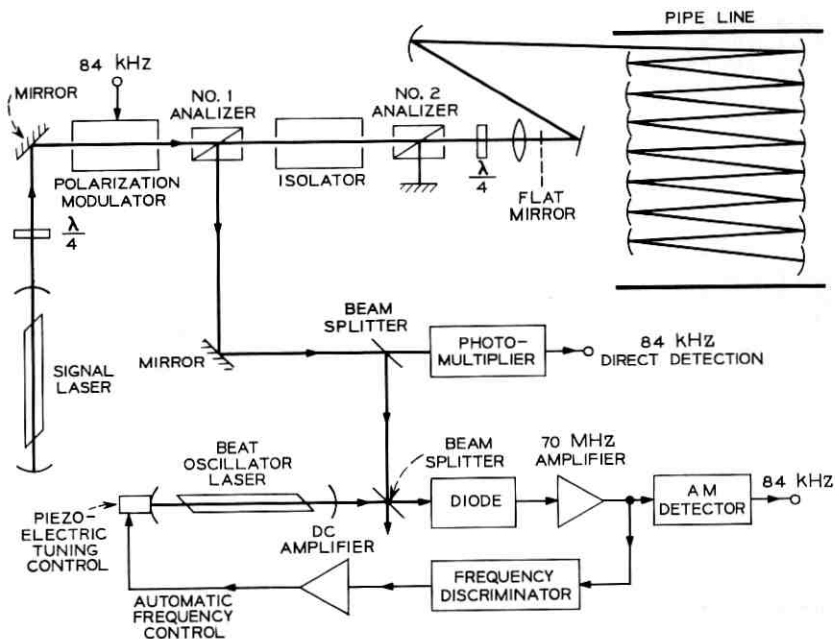 PIPE LINE
84 kHz
MIRROR
NO. 1
ANALIZER
NO. 2
ANALIZER
POLARIZATION
MODULATOR
ISOLATOR
λ
4
FLAT
MIRROR
λ
4
BEAM
SPLITTER
MIRROR
PHOTO-
MULTIPLIER
84 kHz
DIRECT DETECTION
SIGNAL
LASER
BEAT
OSCILLATOR
LASER
BEAM
SPLITTER
70 MHz
AMPLIFIER
DIODE
AM
DETECTOR
84 kHz
PIEZO-
ELECTRIC
TUNING
CONTROL
DC
AMPLIFIER
AUTOMATIC
FREQUENCY
CONTROL
FREQUENCY
DISCRIMINATOR